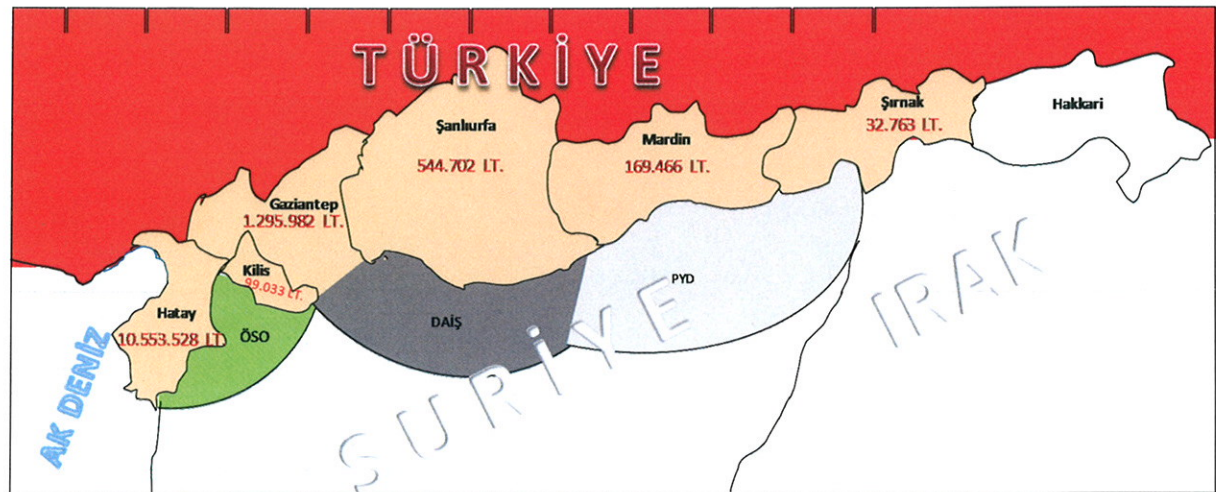 TÜRKİYE
Şırnak
32.763 LT.
Hakkari
Şanlıurfa
544.702 LT.
Mardin
169.466 LT.
Gaziantep
1.295.982 LT.
Kilis
99.033 LT.
Hatay
10.553.528 LT.
ÖSO
DAİŞ
PYD
AK DENİZ
SURİYE
IRAK